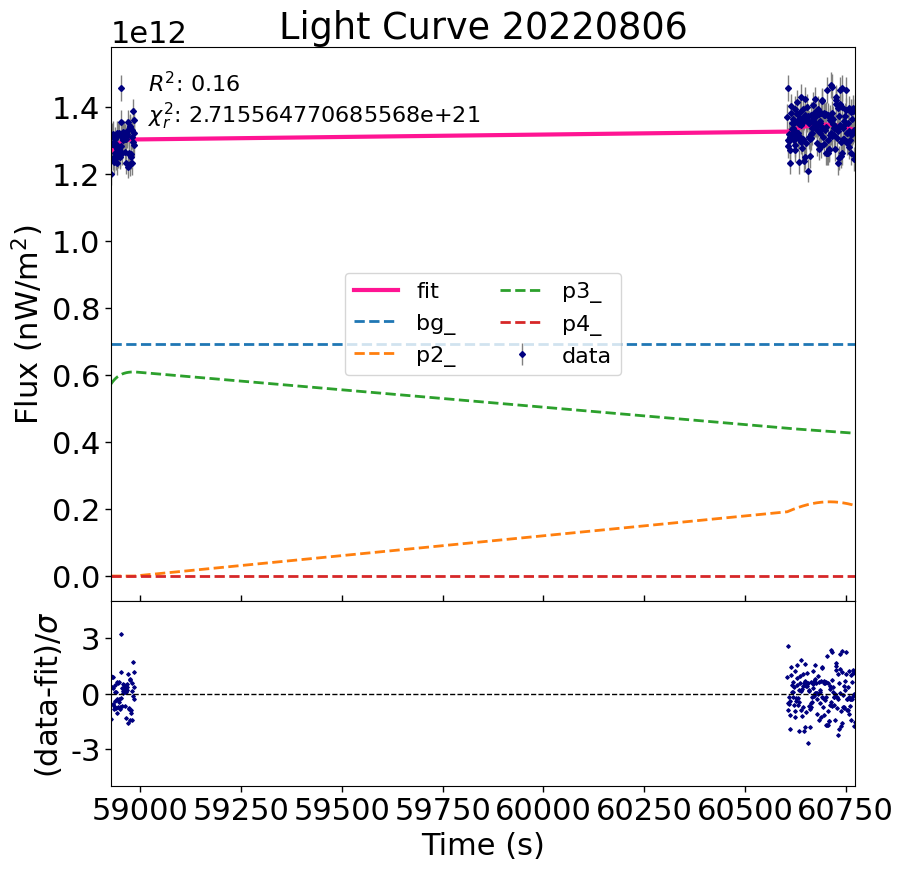 Light Curve 20220806
1e12
R²: 0.16
χ²ᵣ: 2.715564770685568e+21
1.4
1.2
1.0
0.8
0.6
0.4
0.2
0.0
Flux (nW/m²)
fit
bg_
p2_
p3_
p4_
data
3
0
-3
(data-fit)/σ
59000 59250 59500 59750 60000 60250 60500 60750
Time (s)